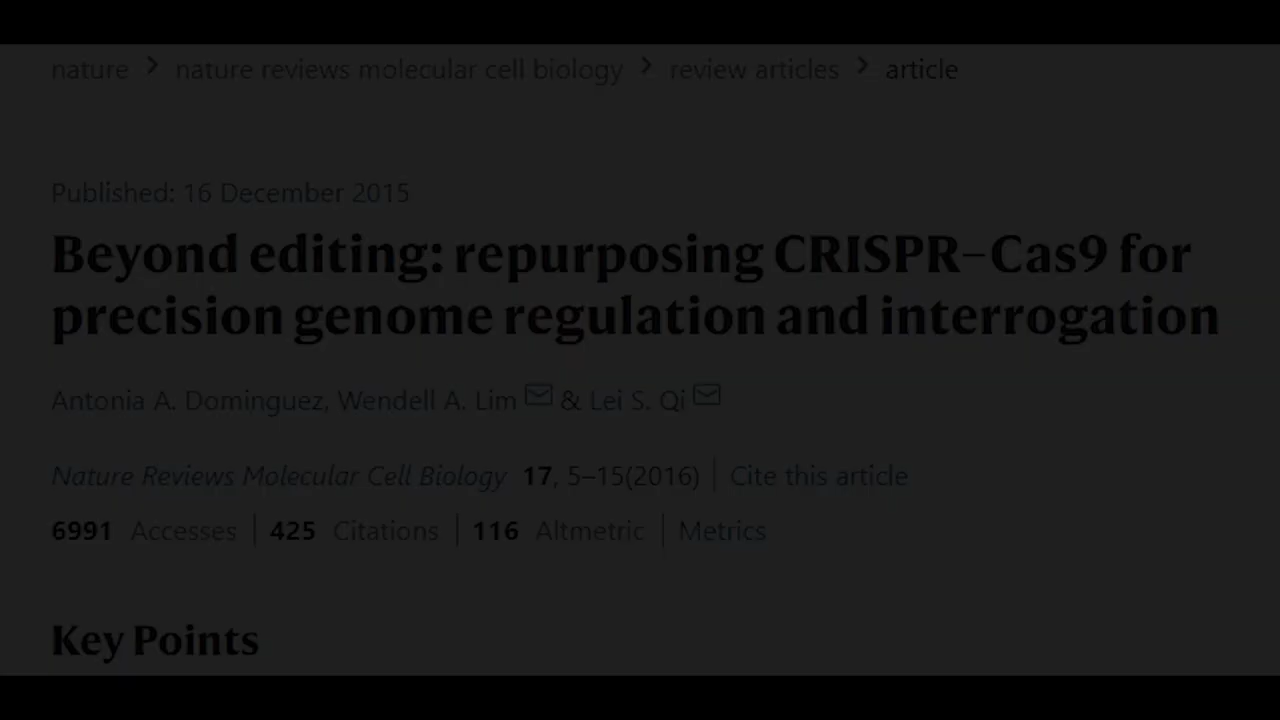 nature > nature reviews molecular cell biology > review articles > article
Published: 16 December 2015
Beyond editing: repurposing CRISPR–Cas9 for
precision genome regulation and interrogation
Antonia A. Dominguez, Wendell A. Lim & Lei S. Qi
Nature Reviews Molecular Cell Biology 17, 5–15(2016) | Cite this article
6991 Accesses | 425 Citations | 116 Altmetric | Metrics
Key Points